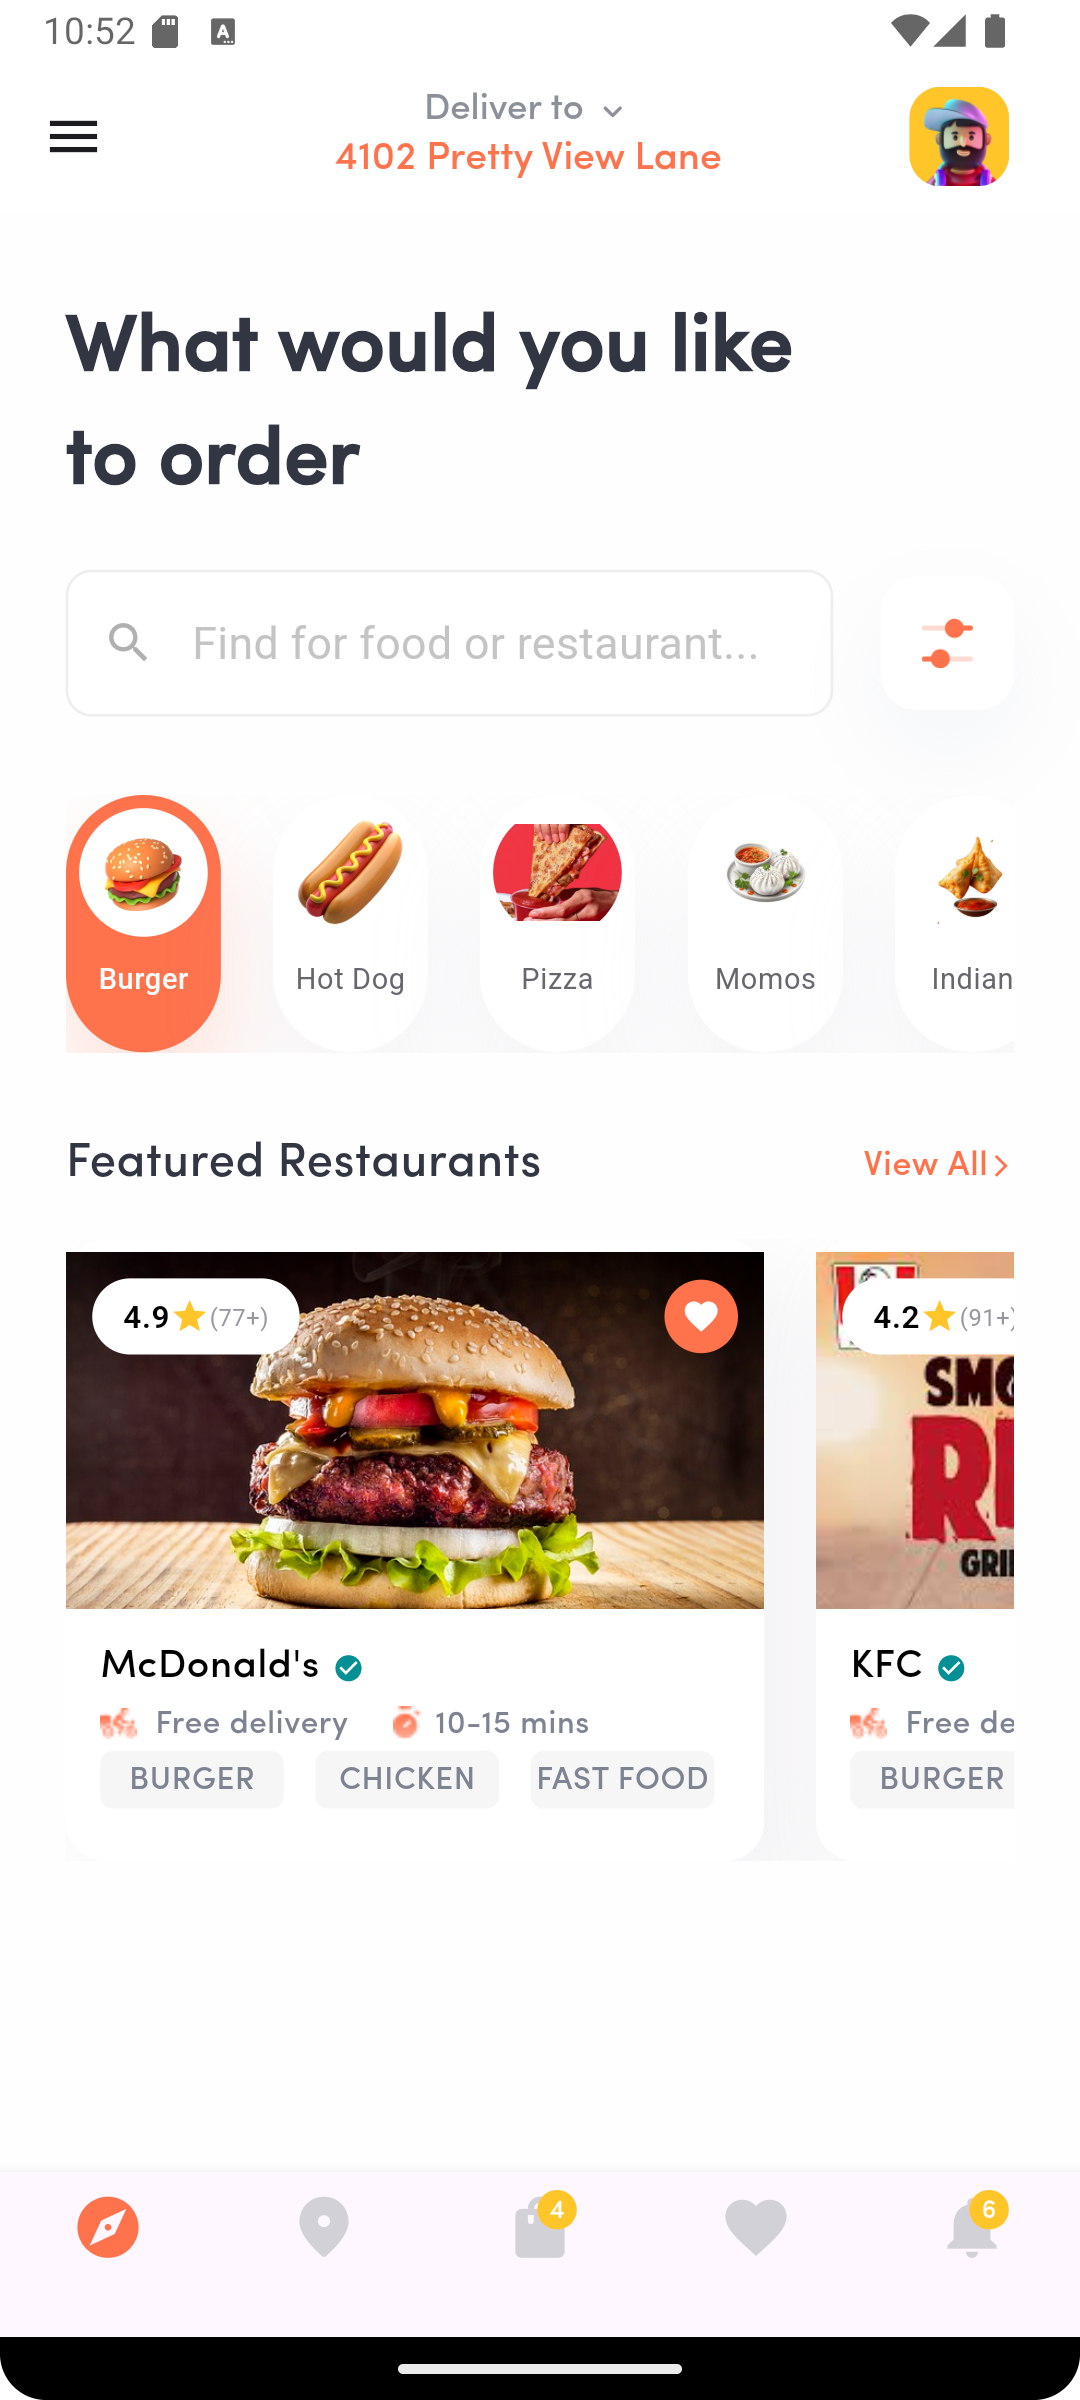 10:52
Deliver to
4102 Pretty View Lane
What would you like
to order
Find for food or restaurant...
Burger
Hot Dog
Pizza
Momos
Indian
Featured Restaurants
View All
4.9 (77+)
4.2 (91+)
McDonald's
KFC
Free delivery
10-15 mins
Free de
BURGER
CHICKEN
FAST FOOD
BURGER
4
6